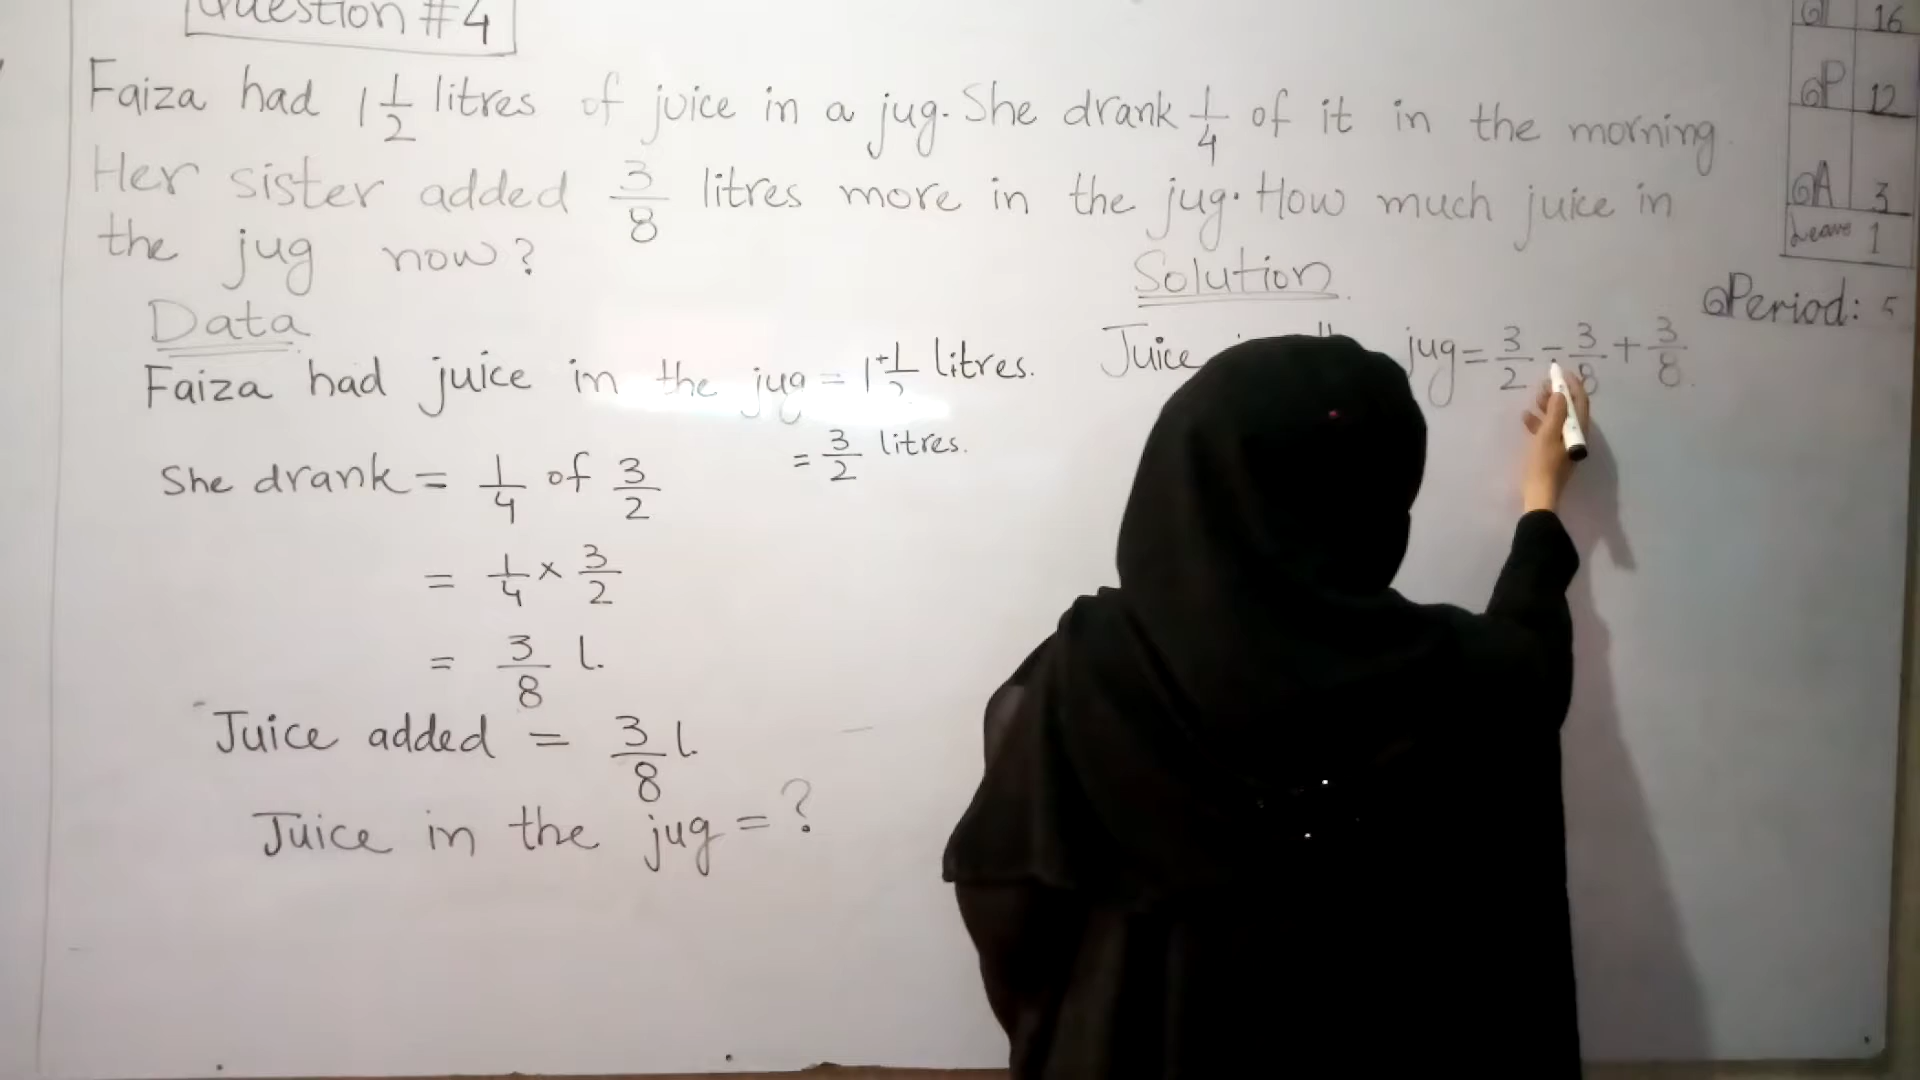 Question #4
Faiza had 1 1/2 litres of juice in a jug. She drank 1/4 of it in the morning.
Her sister added 3/8 litres more in the jug. How much juice in
the jug now?
Data
Faiza had juice in the jug = 1 + 1/2 litres.
= 3/2 litres.
She drank = 1/4 of 3/2
= 1/4 × 3/2
= 3/8 l.
Juice added = 3/8 l.
Juice in the jug = ?
Solution
Juice jug = 3/2 - 3/8 + 3/8
16
P 12
A 3
Leave 1
Period: 5